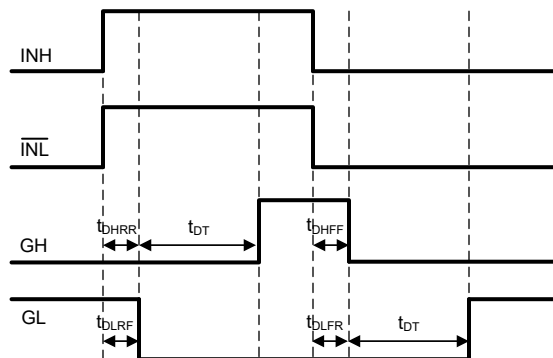 INH
INL
tDHRR tDT tDHFF
GH
GL
tDLRF tDLFR tDT